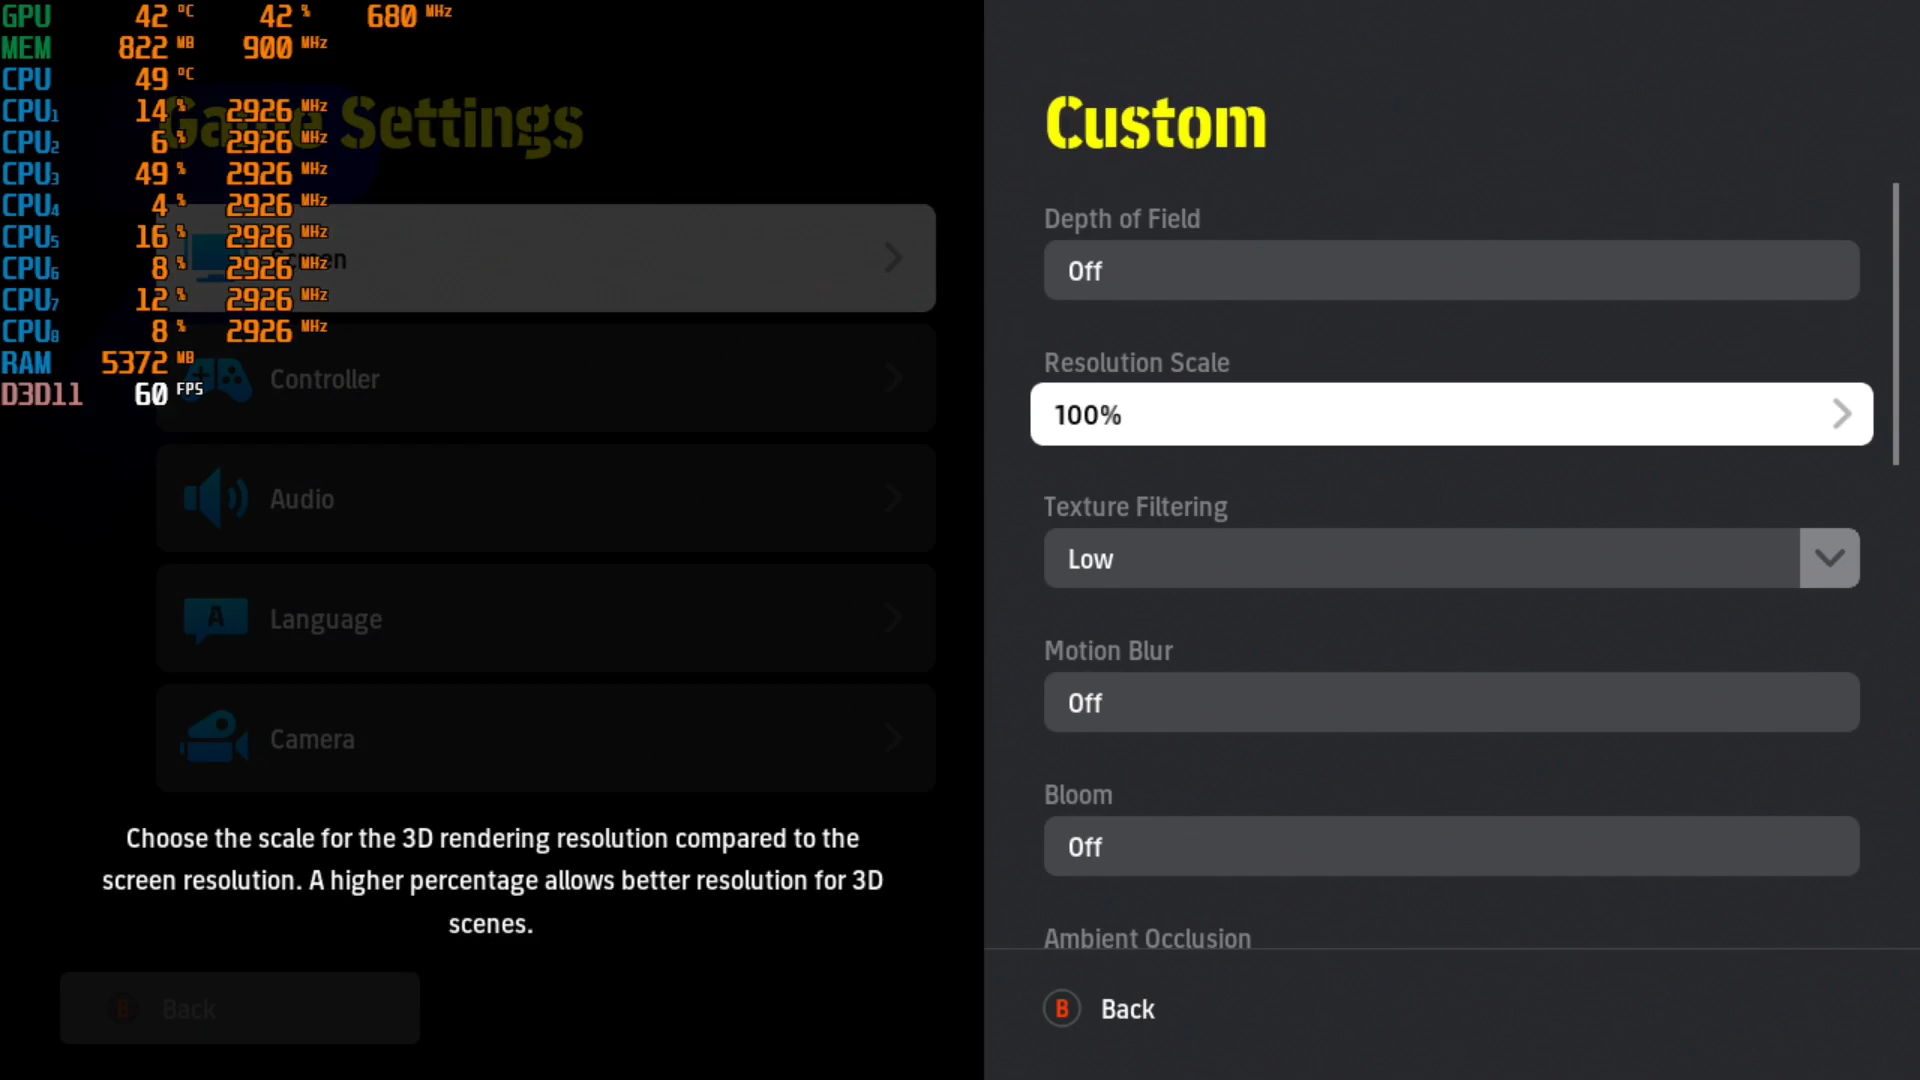 GPU 42 °C 42 % 680 MHz
MEM 822 MB 900 MHz
CPU 49 °C
CPU1 14 % 2926 MHz
CPU2 6 % 2926 MHz
CPU3 49 % 2926 MHz
CPU4 4 % 2926 MHz
CPU5 16 % 2926 MHz
CPU6 8 % 2926 MHz
CPU7 12 % 2926 MHz
CPU8 8 % 2926 MHz
RAM 5372 MB
D3D11 60 FPS
Game Settings
Screen
Controller
Audio
Language
Camera
Choose the scale for the 3D rendering resolution compared to the
screen resolution. A higher percentage allows better resolution for 3D
scenes.
B Back
Custom
Depth of Field
Off
Resolution Scale
100%
Texture Filtering
Low
Motion Blur
Off
Bloom
Off
Ambient Occlusion
B Back